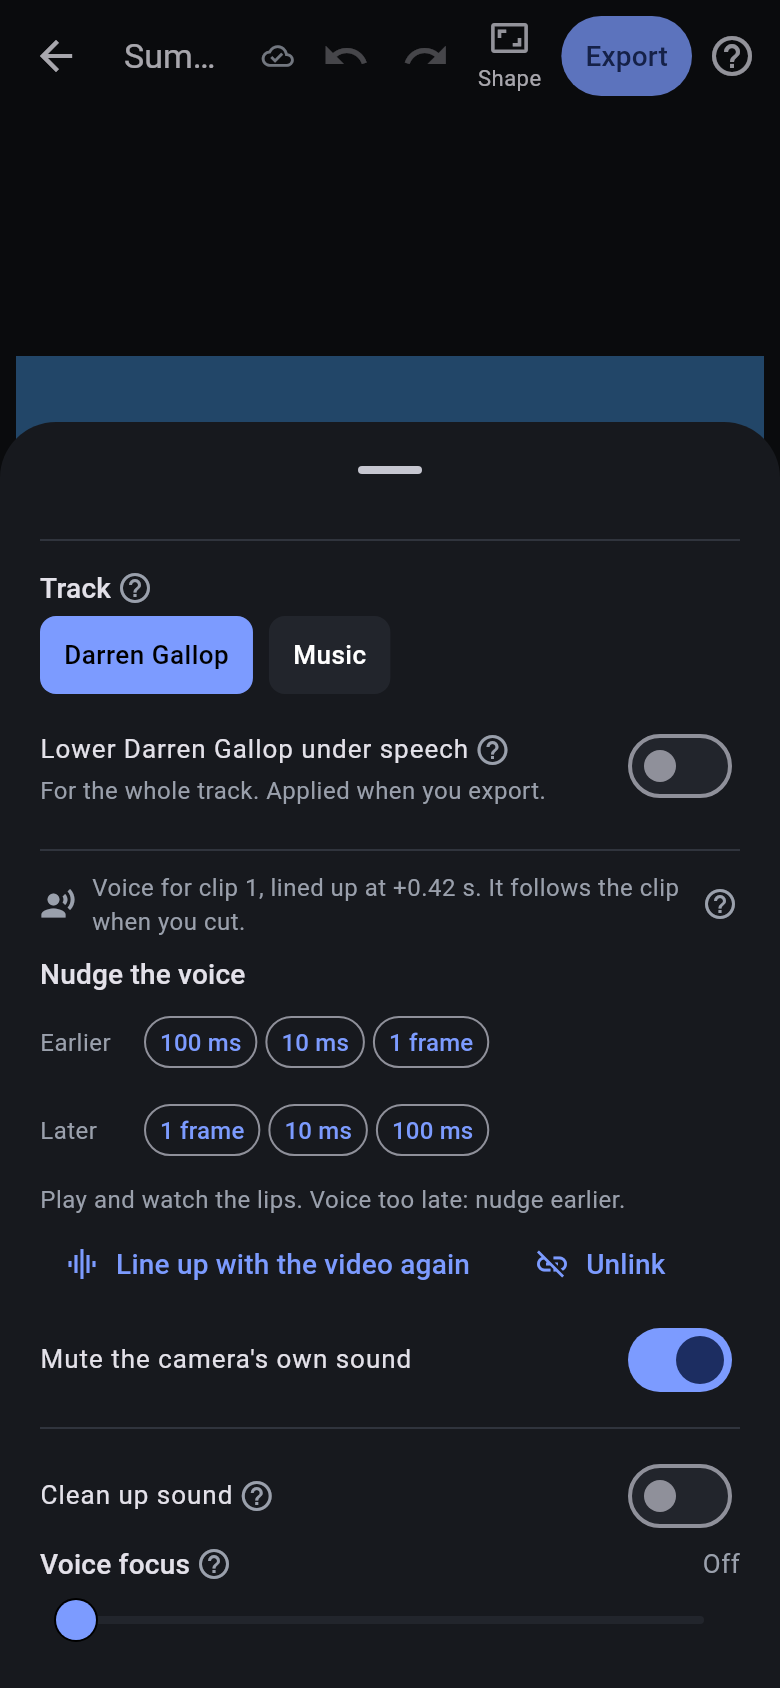 Sum...
Shape
Export
Track
Darren Gallop
Music
Lower Darren Gallop under speech
For the whole track. Applied when you export.
Voice for clip 1, lined up at +0.42 s. It follows the clip
when you cut.
Nudge the voice
Earlier 100 ms 10 ms 1 frame
Later 1 frame 10 ms 100 ms
Play and watch the lips. Voice too late: nudge earlier.
Line up with the video again Unlink
Mute the camera's own sound
Clean up sound
Voice focus Off